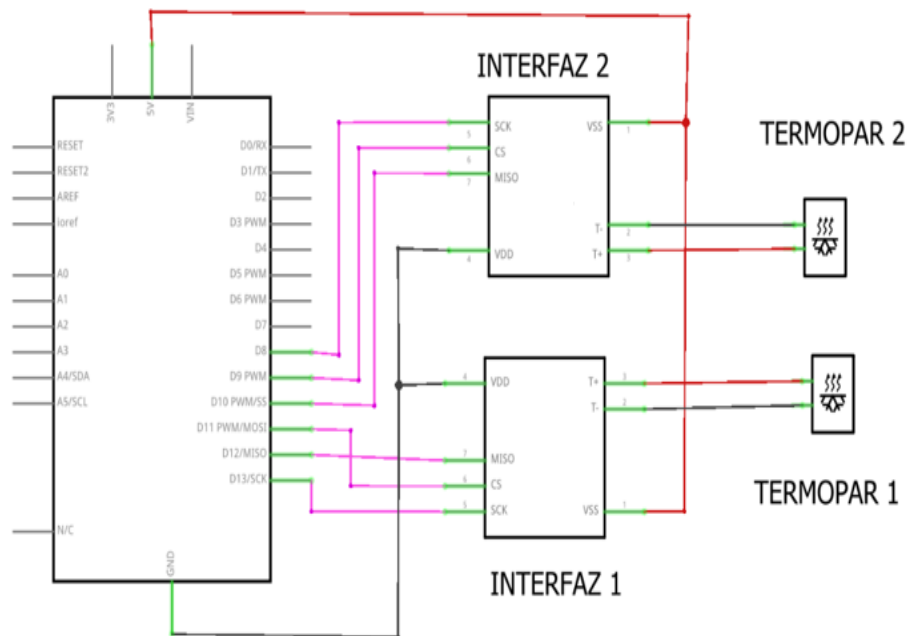 3V3
5V
VIN
RESET
RESET2
AREF
ioref
A0
A1
A2
A3
A4/SDA
A5/SCL
N/C
D0/RX
D1/TX
D2
D3 PWM
D4
D5 PWM
D6 PWM
D7
D8
D9 PWM
D10 PWM/SS
D11 PWM/MOSI
D12/MISO
D13/SCK
GND
INTERFAZ 2
SCK
5
CS
6
MISO
7
VDD
4
VSS
1
T-
2
T+
3
TERMOPAR 2
VDD
4
MISO
7
CS
6
SCK
5
T+
3
T-
2
VSS
1
INTERFAZ 1
TERMOPAR 1